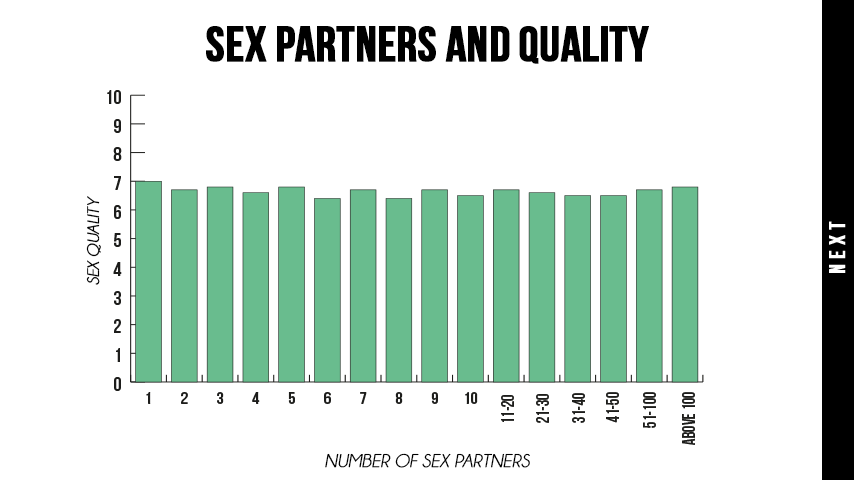 SEX PARTNERS AND QUALITY
10
9
8
7
6
5
4
3
2
1
0
SEX QUALITY
1 2 3 4 5 6 7 8 9 10 11-20 21-30 31-40 41-50 51-100 ABOVE 100
NUMBER OF SEX PARTNERS
NEXT